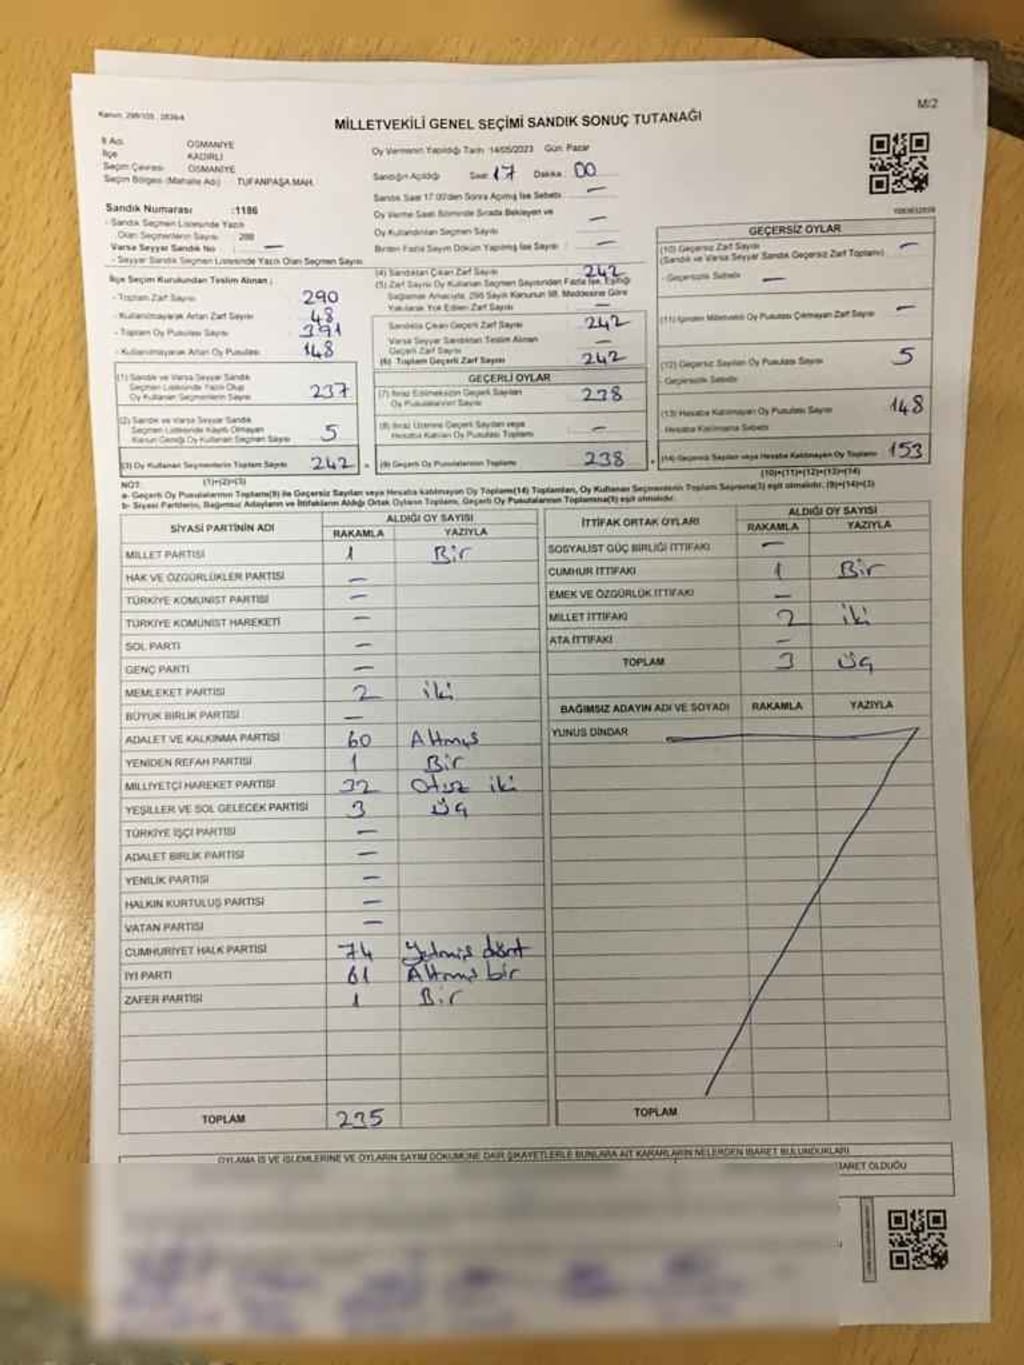 M/2
MİLLETVEKİLİ GENEL SEÇİMİ SANDIK SONUÇ TUTANAĞI
İl Adı OSMANİYE
İlçe KADİRLİ
Seçim Çevresi OSMANİYE
Seçim Bölgesi (Mahalle Adı) : TUFANPAŞA MAH.
Oy Vermenin Yapıldığı Tarih: 14/05/2023 Gün: Pazar
Sandığın Açıldığı Saat: 17 Dakika: 00
Sandık Saat 17.00'den Sonra Açılmış İse Sebebi —
Oy Verme Saati Bitiminde Sırada Bekleyen ve
Oy Kullandırılan Seçmen Sayısı —
Birden Fazla Sayım Döküm Yapılmış İse Sayısı —
Sandık Numarası :1186
- Sandık Seçmen Listesinde Yazılı
Olan Seçmenlerin Sayısı : 288
Varsa Seyyar Sandık No —
- Seyyar Sandık Seçmen Listesinde Yazılı Olan Seçmen Sayısı
İlçe Seçim Kurulundan Teslim Alınan ;
- Toplam Zarf Sayısı 290
- Kullanılmayarak Artan Zarf Sayısı 48
- Toplam Oy Pusulası Sayısı 391
- Kullanılmayarak Artan Oy Pusulası 148
(1) Sandık ve Varsa Seyyar Sandık
Seçmen Listesinde Yazılı Olup
Oy Kullanan Seçmenlerin Sayısı 237
(2) Sandık ve Varsa Seyyar Sandık
Seçmen Listesinde Kayıtlı Olmayan
Kanun Gereği Oy Kullanan Seçmen Sayısı 5
(3) Oy Kullanan Seçmenlerin Toplam Sayısı 242
(1)+(2)=(3)
(4) Sandıktan Çıkan Zarf Sayısı 242
(5) Zarf Sayısı Oy Kullanan Seçmen Sayısından Fazla İse, Eşitliği
Sağlamak Amacıyla, 298 Sayılı Kanunun 98. Maddesine Göre
Yakılarak Yok Edilen Zarf Sayısı —
Sandıkta Çıkan Geçerli Zarf Sayısı 242
Varsa Seyyar Sandıktan Teslim Alınan
Geçerli Zarf Sayısı —
(6) Toplam Geçerli Zarf Sayısı 242
GEÇERLİ OYLAR
(7) İtiraz Edilmeksizin Geçerli Sayılan
Oy Pusulalarının Sayısı 238
(8) İtiraz Üzerine Geçerli Sayılan veya
Hesaba Katılan Oy Pusulası Toplamı —
(9) Geçerli Oy Pusulalarının Toplamı 238
GEÇERSİZ OYLAR
(10) Geçersiz Zarf Sayısı —
(Sandık ve Varsa Seyyar Sandık Geçersiz Zarf Toplamı)
- Geçersizlik Sebebi —
(11) İçinden Milletvekili Oy Pusulası Çıkmayan Zarf Sayısı —
(12) Geçersiz Sayılan Oy Pusulası Sayısı 5
- Geçersizlik Sebebi
(13) Hesaba Katılmayan Oy Pusulası Sayısı 148
Hesaba Katılmama Sebebi
(14) Geçersiz Sayılan veya Hesaba Katılmayan Oy Toplamı 153
(10)+(11)+(12)+(13)=(14)
NOT:
a- Geçerli Oy Pusulalarının Toplamı(9) ile Geçersiz Sayılan veya Hesaba katılmayan Oy Toplamı(14) Toplamları, Oy Kullanan Seçmenlerin Toplam Sayısına(3) eşit olmalıdır. (9)+(14)=(3)
b- Siyasi Partilerin, Bağımsız Adayların ve İttifakların Aldığı Ortak Oyların Toplamı, Geçerli Oy Pusulalarının Toplamına(9) eşit olmalıdır.
SİYASİ PARTİNİN ADI ALDIĞI OY SAYISI
RAKAMLA YAZIYLA
MİLLET PARTİSİ 1 Bir
HAK VE ÖZGÜRLÜKLER PARTİSİ —
TÜRKİYE KOMÜNİST PARTİSİ —
TÜRKİYE KOMÜNİST HAREKETİ —
SOL PARTİ —
GENÇ PARTİ —
MEMLEKET PARTİSİ 2 iki
BÜYÜK BİRLİK PARTİSİ —
ADALET VE KALKINMA PARTİSİ 60 Altmış
YENİDEN REFAH PARTİSİ 1 Bir
MİLLİYETÇİ HAREKET PARTİSİ 32 Otuz iki
YEŞİLLER VE SOL GELECEK PARTİSİ 3 üç
TÜRKİYE İŞÇİ PARTİSİ —
ADALET BİRLİK PARTİSİ —
YENİLİK PARTİSİ —
HALKIN KURTULUŞ PARTİSİ —
VATAN PARTİSİ —
CUMHURİYET HALK PARTİSİ 74 Yetmiş dört
İYİ PARTİ 61 Altmış bir
ZAFER PARTİSİ 1 Bir
TOPLAM 235
İTTİFAK ORTAK OYLARI ALDIĞI OY SAYISI
RAKAMLA YAZIYLA
SOSYALİST GÜÇ BİRLİĞİ İTTİFAKI —
CUMHUR İTTİFAKI 1 Bir
EMEK VE ÖZGÜRLÜK İTTİFAKI —
MİLLET İTTİFAKI 2 iki
ATA İTTİFAKI —
TOPLAM 3 üç
BAĞIMSIZ ADAYIN ADI VE SOYADI RAKAMLA YAZIYLA
YUNUS DİNDAR
TOPLAM
OYLAMA İŞ VE İŞLEMLERİNE VE OYLARIN SAYIM DÖKÜMÜNE DAİR ŞİKAYETLERLE BUNLARA AİT KARARLARIN NELERDEN İBARET BULUNDUKLARI
İBARET OLDUĞU